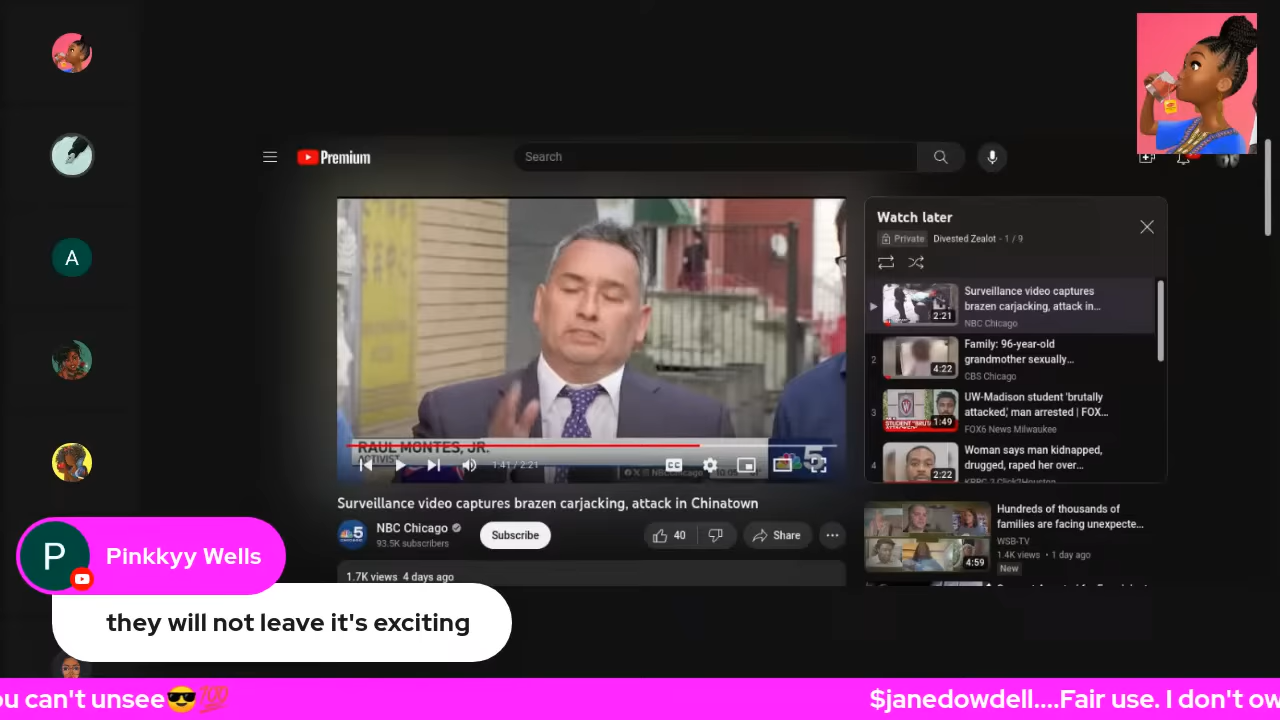 Premium
Search
RAUL MONTES, JR.
ACTIVIST
1:41 / 2:21
CC
5
Surveillance video captures brazen carjacking, attack in Chinatown
NBC Chicago
93.5K subscribers
Subscribe
40
Share
1.7K views 4 days ago
Watch later
Private
Divested Zealot - 1 / 9
2:21
Surveillance video captures
brazen carjacking, attack in...
NBC Chicago
2
4:22
Family: 96-year-old
grandmother sexually...
CBS Chicago
3
1:49
UW-Madison student 'brutally
attacked,' man arrested | FOX...
FOX6 News Milwaukee
4
2:22
Woman says man kidnapped,
drugged, raped her over...
4:59
Hundreds of thousands of
families are facing unexpecte...
WSB-TV
1.4K views • 1 day ago
New
A
P
Pinkkyy Wells
they will not leave it's exciting
ou can't unsee😎💯
$janedowdell....Fair use. I don't ow